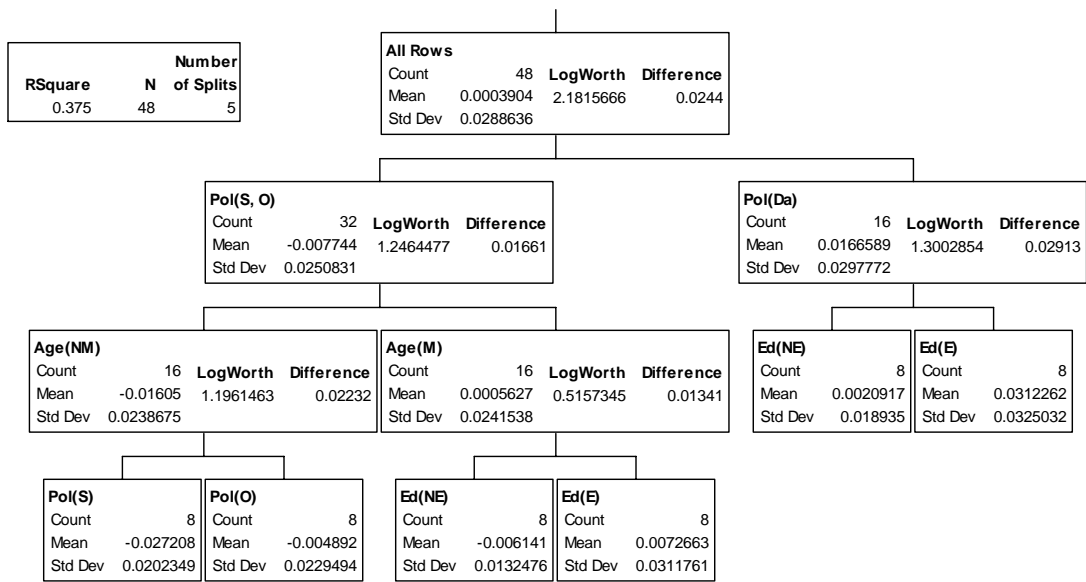 Number
RSquare N of Splits
0.375 48 5
All Rows
Count 48 LogWorth Difference
Mean 0.0003904 2.1815666 0.0244
Std Dev 0.0288636
Pol(S, O)
Count 32 LogWorth Difference
Mean -0.007744 1.2464477 0.01661
Std Dev 0.0250831
Pol(Da)
Count 16 LogWorth Difference
Mean 0.0166589 1.3002854 0.02913
Std Dev 0.0297772
Age(NM)
Count 16 LogWorth Difference
Mean -0.01605 1.1961463 0.02232
Std Dev 0.0238675
Age(M)
Count 16 LogWorth Difference
Mean 0.0005627 0.5157345 0.01341
Std Dev 0.0241538
Ed(NE)
Count 8
Mean 0.0020917
Std Dev 0.018935
Ed(E)
Count 8
Mean 0.0312262
Std Dev 0.0325032
Pol(S)
Count 8
Mean -0.027208
Std Dev 0.0202349
Pol(O)
Count 8
Mean -0.004892
Std Dev 0.0229494
Ed(NE)
Count 8
Mean -0.006141
Std Dev 0.0132476
Ed(E)
Count 8
Mean 0.0072663
Std Dev 0.0311761